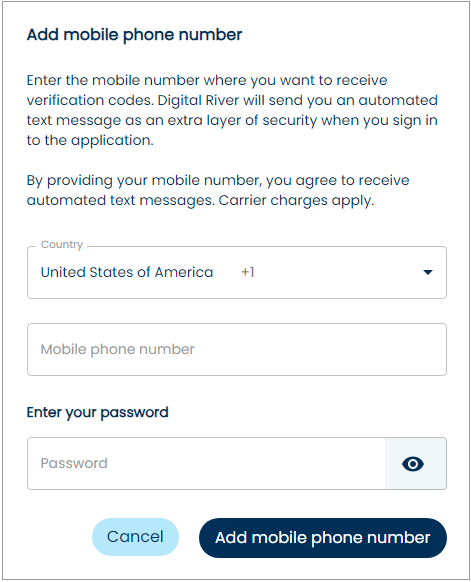 Add mobile phone number
Enter the mobile number where you want to receive
verification codes. Digital River will send you an automated
text message as an extra layer of security when you sign in
to the application.
By providing your mobile number, you agree to receive
automated text messages. Carrier charges apply.
Country
United States of America +1
Mobile phone number
Enter your password
Password
Cancel
Add mobile phone number